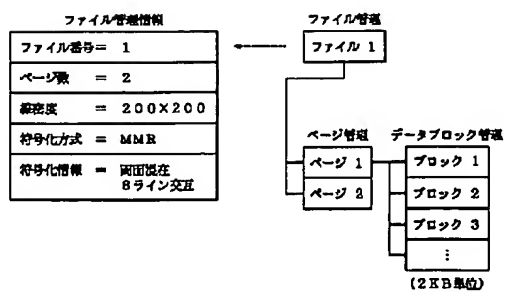 ファイル管理情報
ファイル番号= 1
ページ数 = 2
線密度 = 200×200
符号化方式 = MMR
符号化情報 = 両面混在
8ライン交互
ファイル管理
ファイル 1
ページ管理
ページ 1
ページ 2
データブロック管理
ブロック 1
ブロック 2
ブロック 3
⋮
(2KB単位)